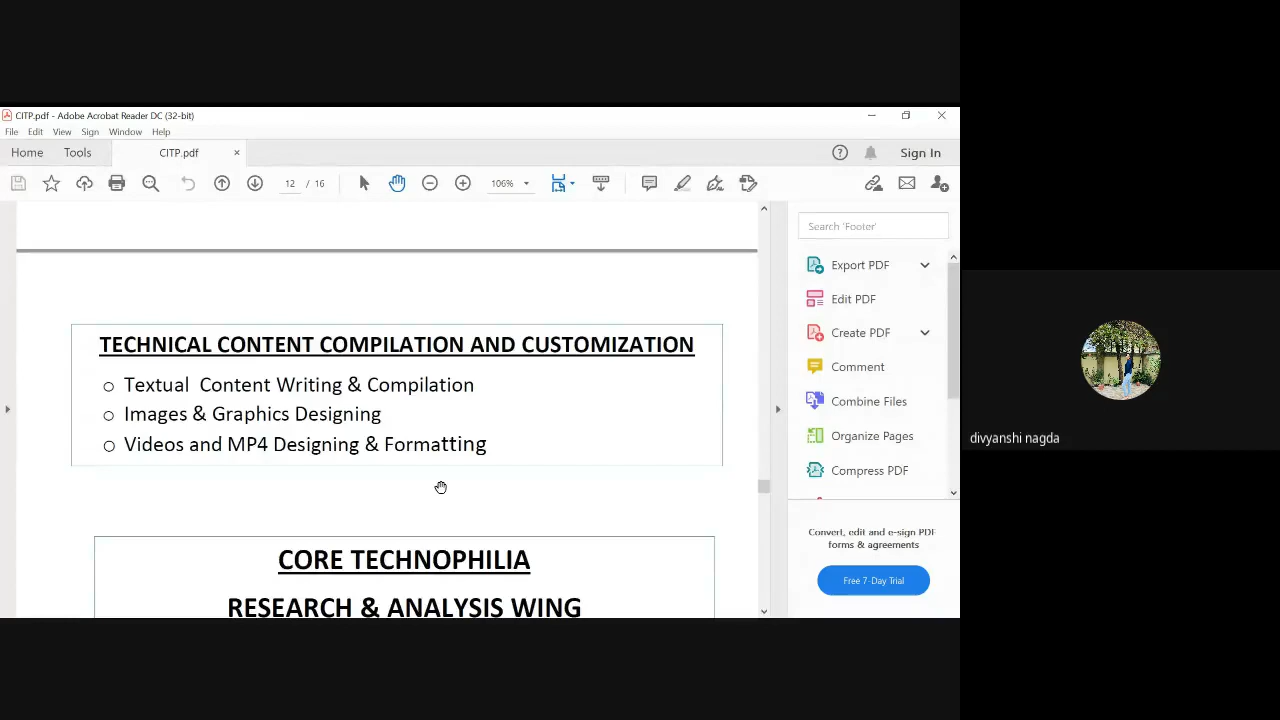 CITP.pdf - Adobe Acrobat Reader DC (32-bit)
File Edit View Sign Window Help
Home Tools CITP.pdf × Sign In
12 / 16 106%
Search 'Footer'
Export PDF
Edit PDF
Create PDF
Comment
Combine Files
Organize Pages
Compress PDF
Convert, edit and e-sign PDF
forms & agreements
Free 7-Day Trial
TECHNICAL CONTENT COMPILATION AND CUSTOMIZATION
o Textual Content Writing & Compilation
o Images & Graphics Designing
o Videos and MP4 Designing & Formatting
CORE TECHNOPHILIA
RESEARCH & ANALYSIS WING
divyanshi nagda